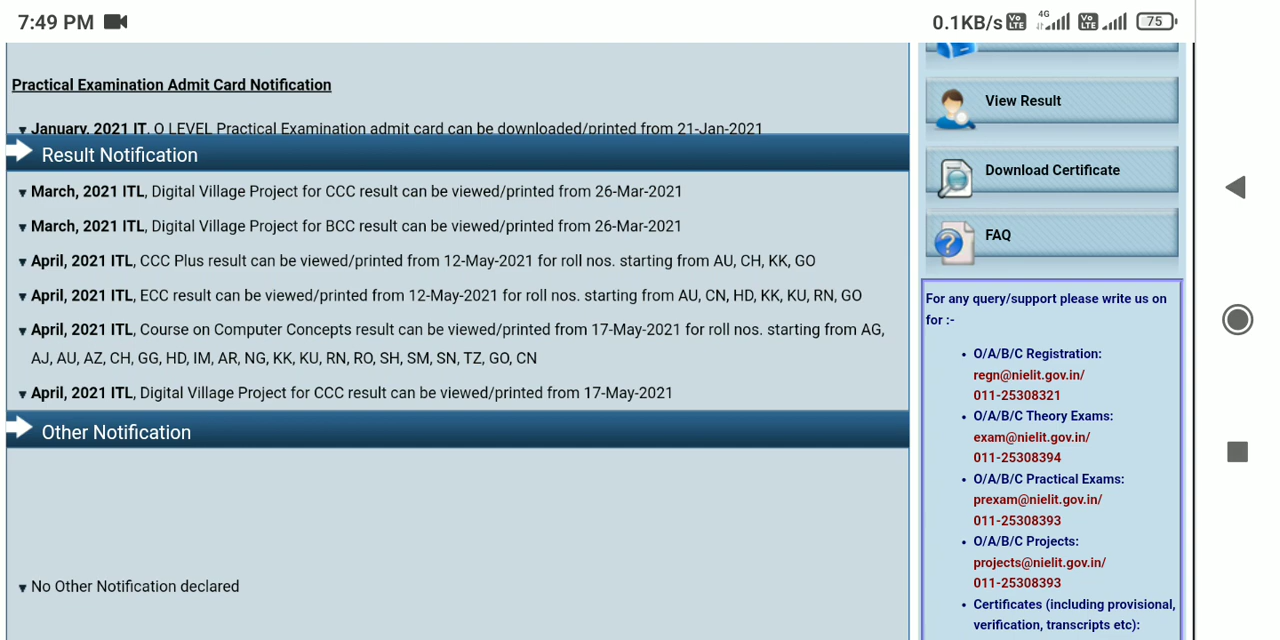 7:49 PM
0.1KB/s Vo LTE 4G Vo LTE 75
Practical Examination Admit Card Notification
January, 2021 IT, O LEVEL Practical Examination admit card can be downloaded/printed from 21-Jan-2021
Result Notification
March, 2021 ITL, Digital Village Project for CCC result can be viewed/printed from 26-Mar-2021
March, 2021 ITL, Digital Village Project for BCC result can be viewed/printed from 26-Mar-2021
April, 2021 ITL, CCC Plus result can be viewed/printed from 12-May-2021 for roll nos. starting from AU, CH, KK, GO
April, 2021 ITL, ECC result can be viewed/printed from 12-May-2021 for roll nos. starting from AU, CN, HD, KK, KU, RN, GO
April, 2021 ITL, Course on Computer Concepts result can be viewed/printed from 17-May-2021 for roll nos. starting from AG,
AJ, AU, AZ, CH, GG, HD, IM, AR, NG, KK, KU, RN, RO, SH, SM, SN, TZ, GO, CN
April, 2021 ITL, Digital Village Project for CCC result can be viewed/printed from 17-May-2021
Other Notification
No Other Notification declared
View Result
Download Certificate
FAQ
For any query/support please write us on
for :-
• O/A/B/C Registration:
regn@nielit.gov.in/
011-25308321
• O/A/B/C Theory Exams:
exam@nielit.gov.in/
011-25308394
• O/A/B/C Practical Exams:
prexam@nielit.gov.in/
011-25308393
• O/A/B/C Projects:
projects@nielit.gov.in/
011-25308393
• Certificates (including provisional,
verification, transcripts etc):